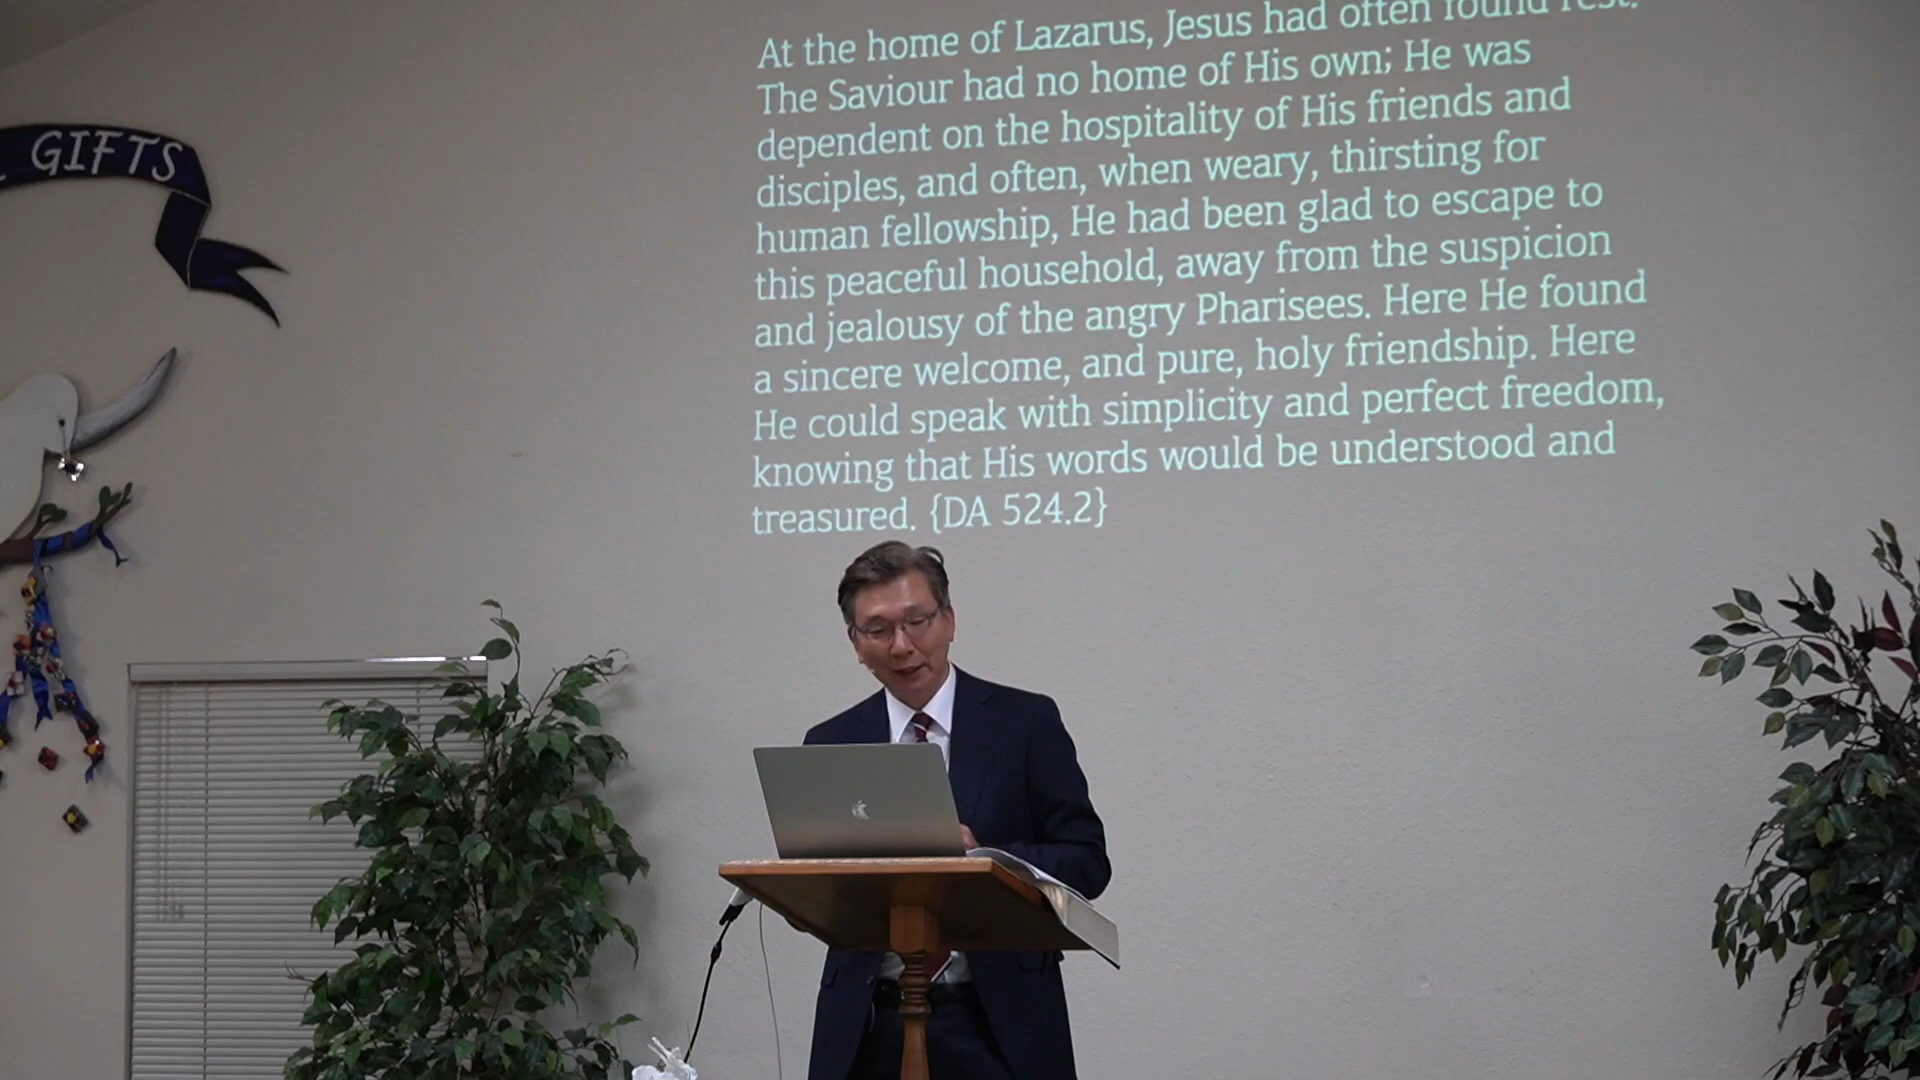 GIFTS
At the home of Lazarus, Jesus had often found rest.
The Saviour had no home of His own; He was
dependent on the hospitality of His friends and
disciples, and often, when weary, thirsting for
human fellowship, He had been glad to escape to
this peaceful household, away from the suspicion
and jealousy of the angry Pharisees. Here He found
a sincere welcome, and pure, holy friendship. Here
He could speak with simplicity and perfect freedom,
knowing that His words would be understood and
treasured. {DA 524.2}